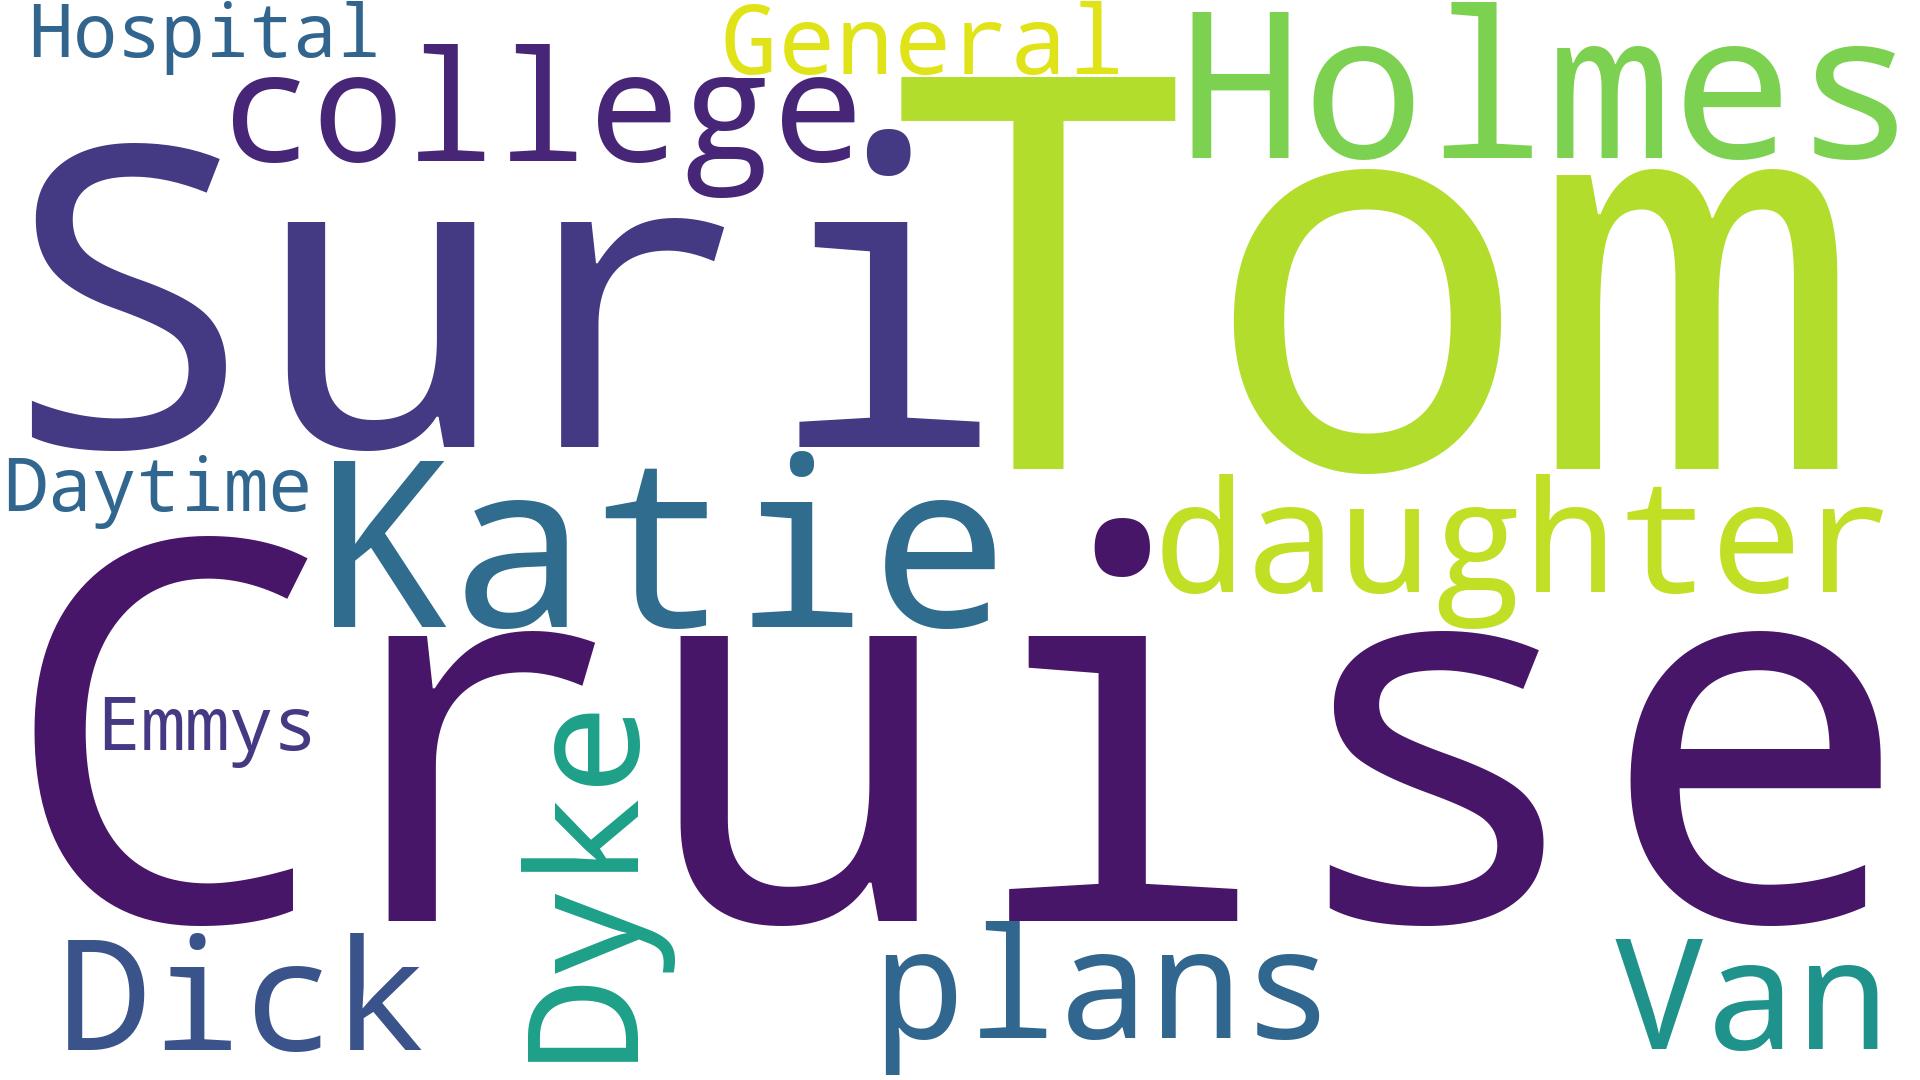 Hospital
General
Holmes
college
Suri
Tom
Daytime
Katie
daughter
Cruise
Emmys
Dyke
Dick
plans
Van